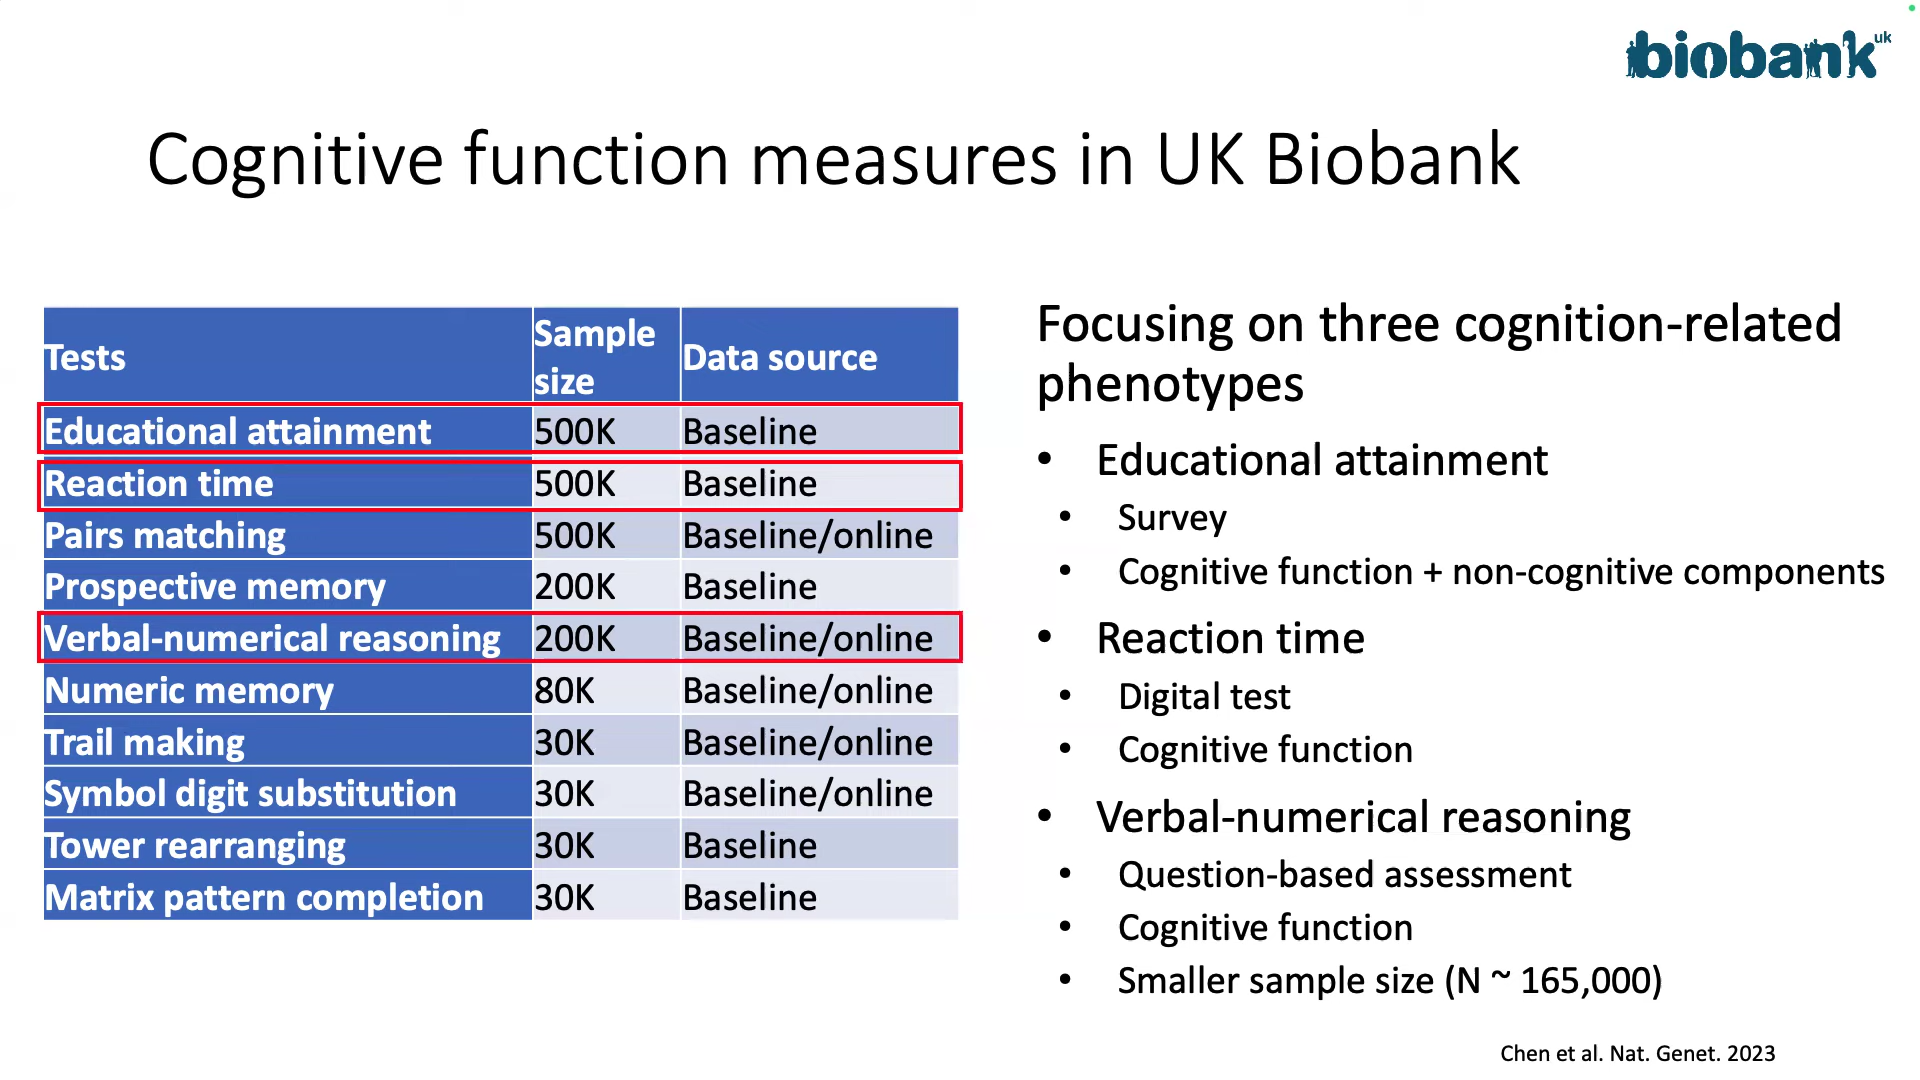 biobank uk
Cognitive function measures in UK Biobank
Tests Sample size Data source
Educational attainment 500K Baseline
Reaction time 500K Baseline
Pairs matching 500K Baseline/online
Prospective memory 200K Baseline
Verbal-numerical reasoning 200K Baseline/online
Numeric memory 80K Baseline/online
Trail making 30K Baseline/online
Symbol digit substitution 30K Baseline/online
Tower rearranging 30K Baseline
Matrix pattern completion 30K Baseline
Focusing on three cognition-related
phenotypes
• Educational attainment
• Survey
• Cognitive function + non-cognitive components
• Reaction time
• Digital test
• Cognitive function
• Verbal-numerical reasoning
• Question-based assessment
• Cognitive function
• Smaller sample size (N ~ 165,000)
Chen et al. Nat. Genet. 2023